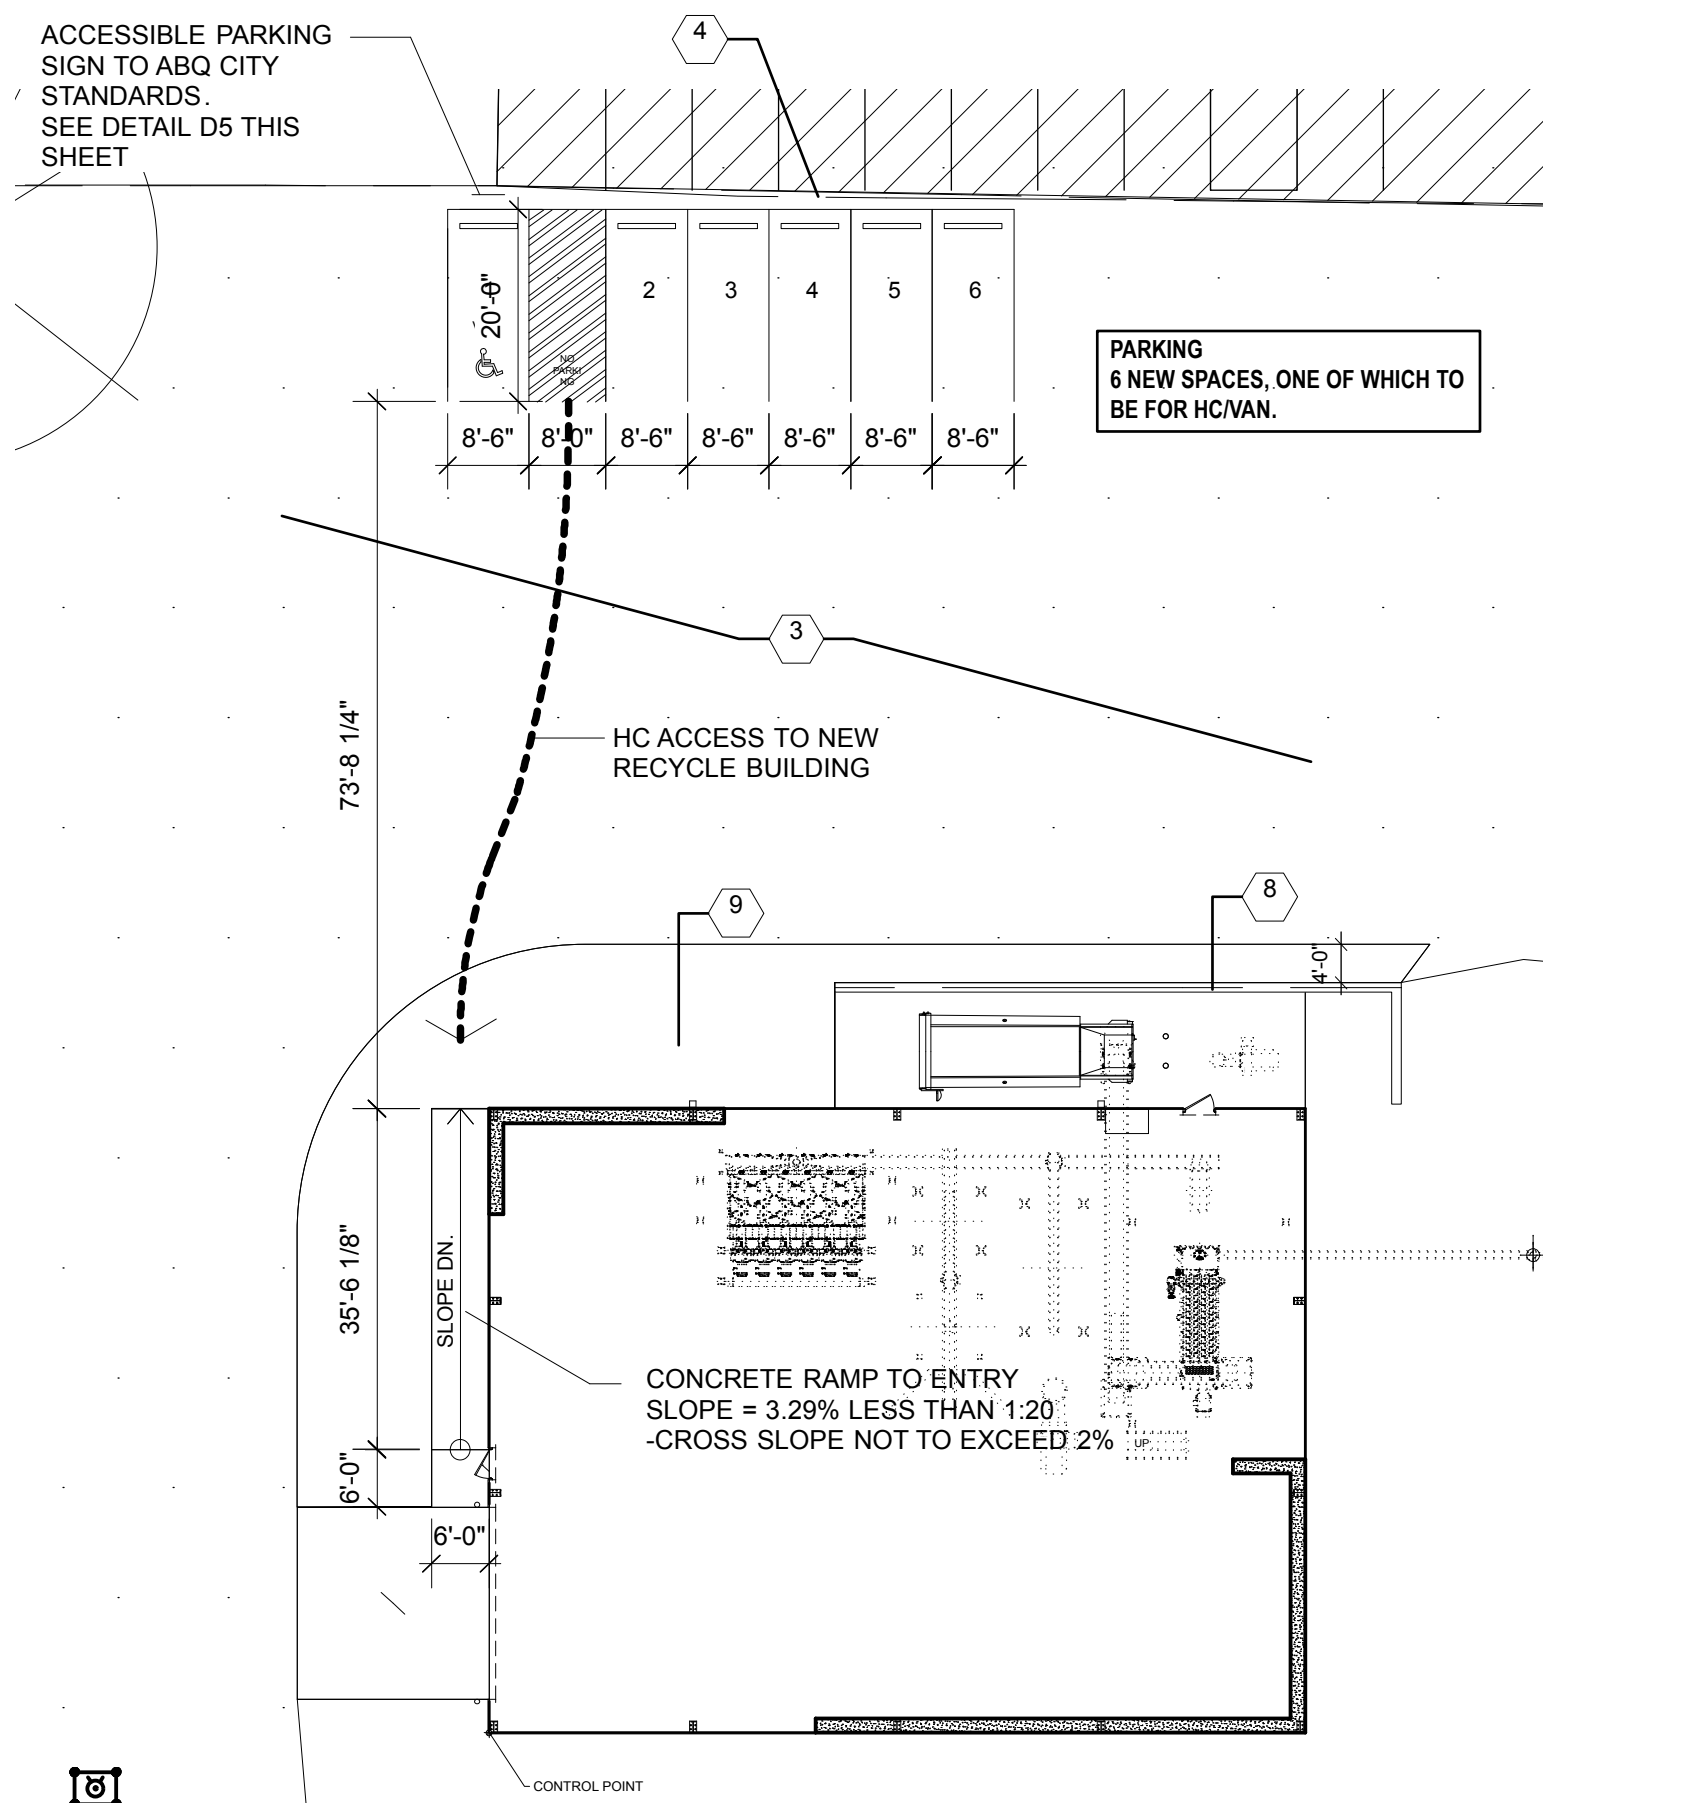 ACCESSIBLE PARKING
SIGN TO ABQ CITY
STANDARDS.
SEE DETAIL D5 THIS
SHEET
4
20'-0"
2
3
4
5
6
NO
PARKI
NG
PARKING
6 NEW SPACES, ONE OF WHICH TO
BE FOR HC/VAN.
8'-6"
8'-0"
8'-6"
8'-6"
8'-6"
8'-6"
8'-6"
3
73'-8 1/4"
HC ACCESS TO NEW
RECYCLE BUILDING
9
8
4'-0"
35'-6 1/8"
SLOPE DN.
CONCRETE RAMP TO ENTRY
SLOPE = 3.29% LESS THAN 1:20
-CROSS SLOPE NOT TO EXCEED 2%
UP
6'-0"
6'-0"
CONTROL POINT